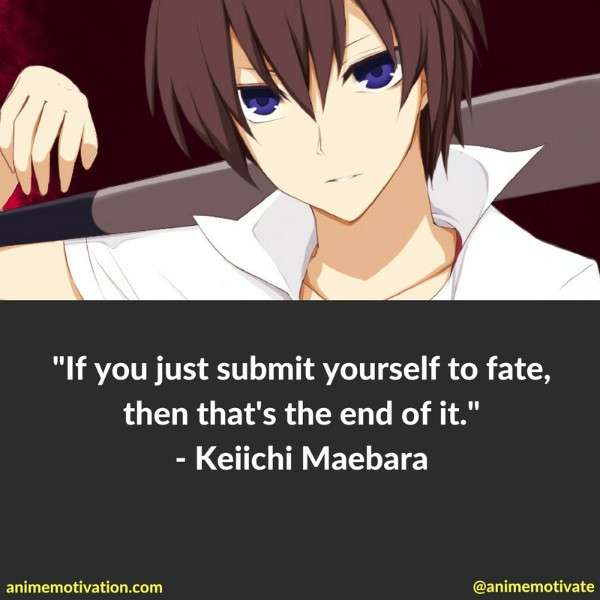 "If you just submit yourself to fate,
then that's the end of it."
- Keiichi Maebara
animemotivation.com
@animemotivate